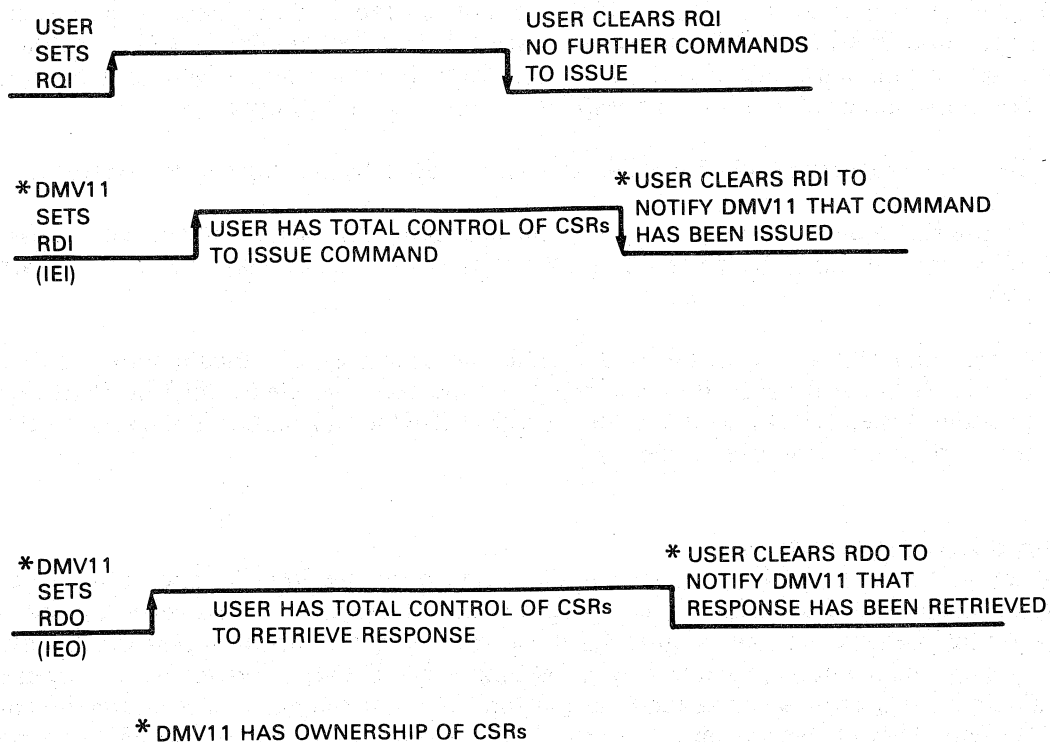 USER
SETS
RQI
USER CLEARS RQI
NO FURTHER COMMANDS
TO ISSUE
*DMV11
SETS
RDI
(IEI)
USER HAS TOTAL CONTROL OF CSRs
TO ISSUE COMMAND
*USER CLEARS RDI TO
NOTIFY DMV11 THAT COMMAND
HAS BEEN ISSUED
*DMV11
SETS
RDO
(IEO)
USER HAS TOTAL CONTROL OF CSRs
TO RETRIEVE RESPONSE
* USER CLEARS RDO TO
NOTIFY DMV11 THAT
RESPONSE HAS BEEN RETRIEVED
* DMV11 HAS OWNERSHIP OF CSRs